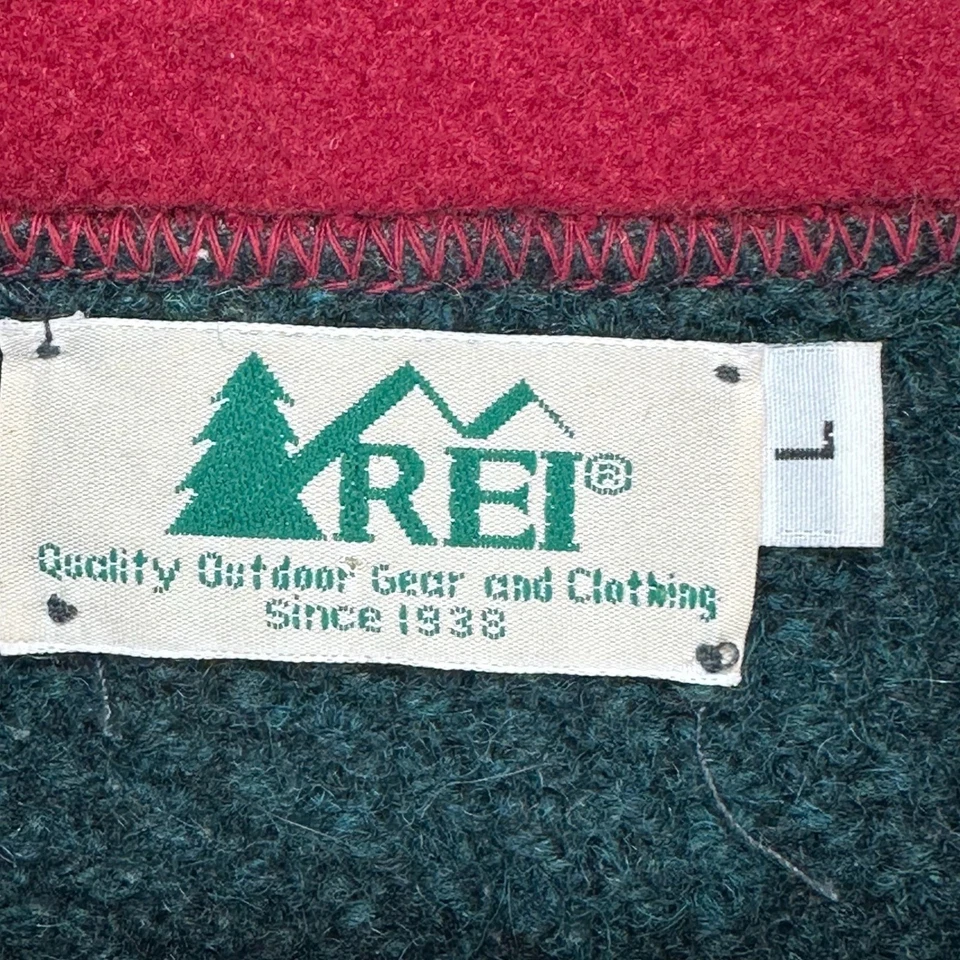 REI®
Quality Outdoor Gear and Clothing
Since 1938
L